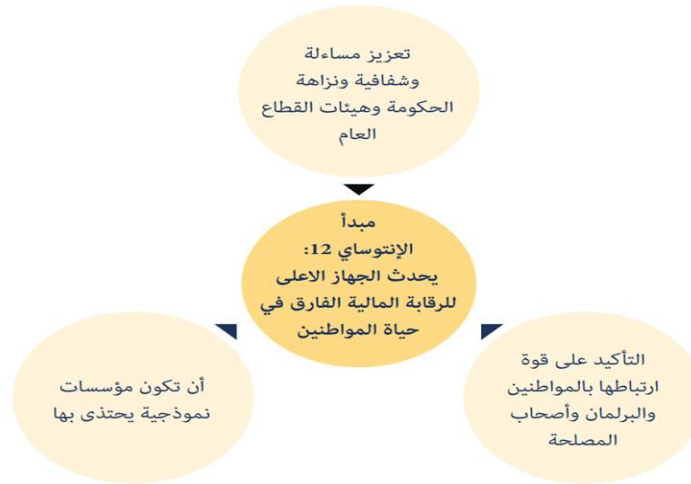 تعزيز مساءلة
وشفافية ونزاهة
الحكومة وهيئات القطاع
العام
مبدأ
الإنتوساي 12:
يحدث الجهاز الاعلى
للرقابة المالية الفارق في
حياة المواطنين
التأكيد على قوة
ارتباطها بالمواطنين
والبرلمان وأصحاب
المصلحة
أن تكون مؤسسات
نموذجية يحتذى بها